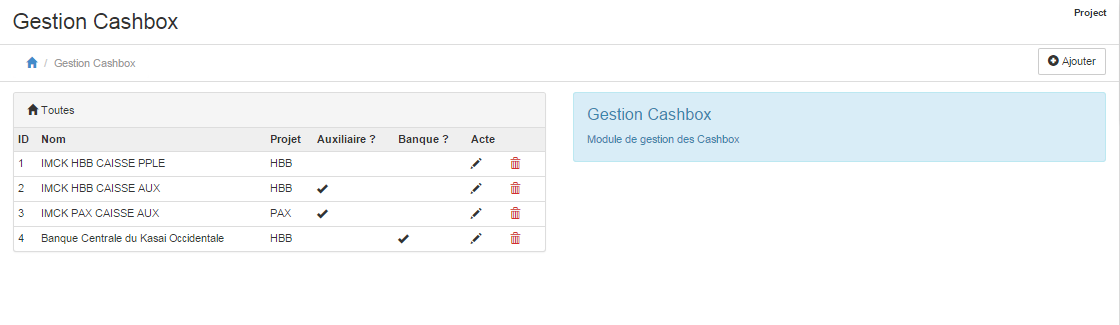 Gestion Cashbox
Project
/ Gestion Cashbox
Ajouter
Toutes
ID Nom Projet Auxiliaire ? Banque ? Acte
1 IMCK HBB CAISSE PPLE HBB
2 IMCK HBB CAISSE AUX HBB
3 IMCK PAX CAISSE AUX PAX
4 Banque Centrale du Kasai Occidentale HBB
Gestion Cashbox
Module de gestion des Cashbox